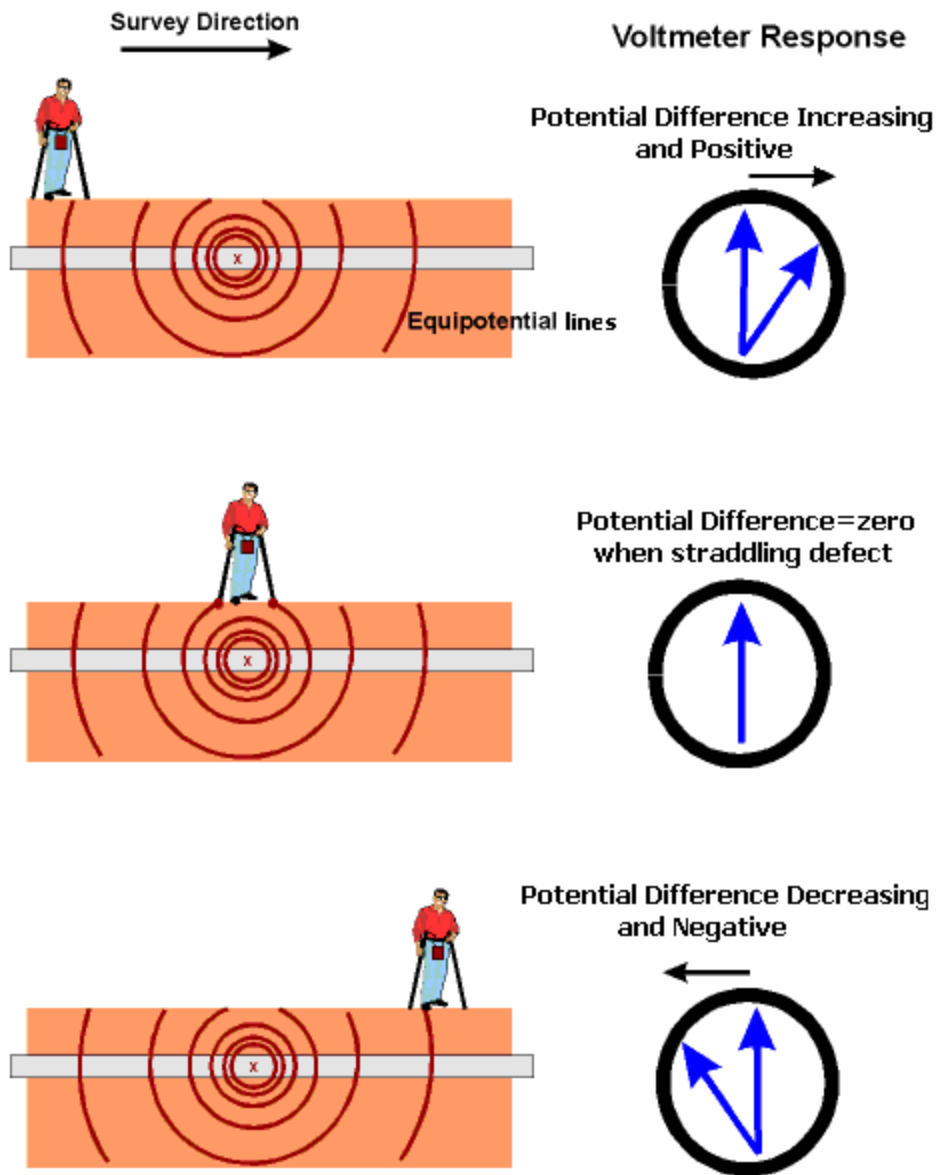 Survey Direction
Voltmeter Response
Potential Difference Increasing
and Positive
x
Equipotential lines
Potential Difference=zero
when straddling defect
x
Potential Difference Decreasing
and Negative
x